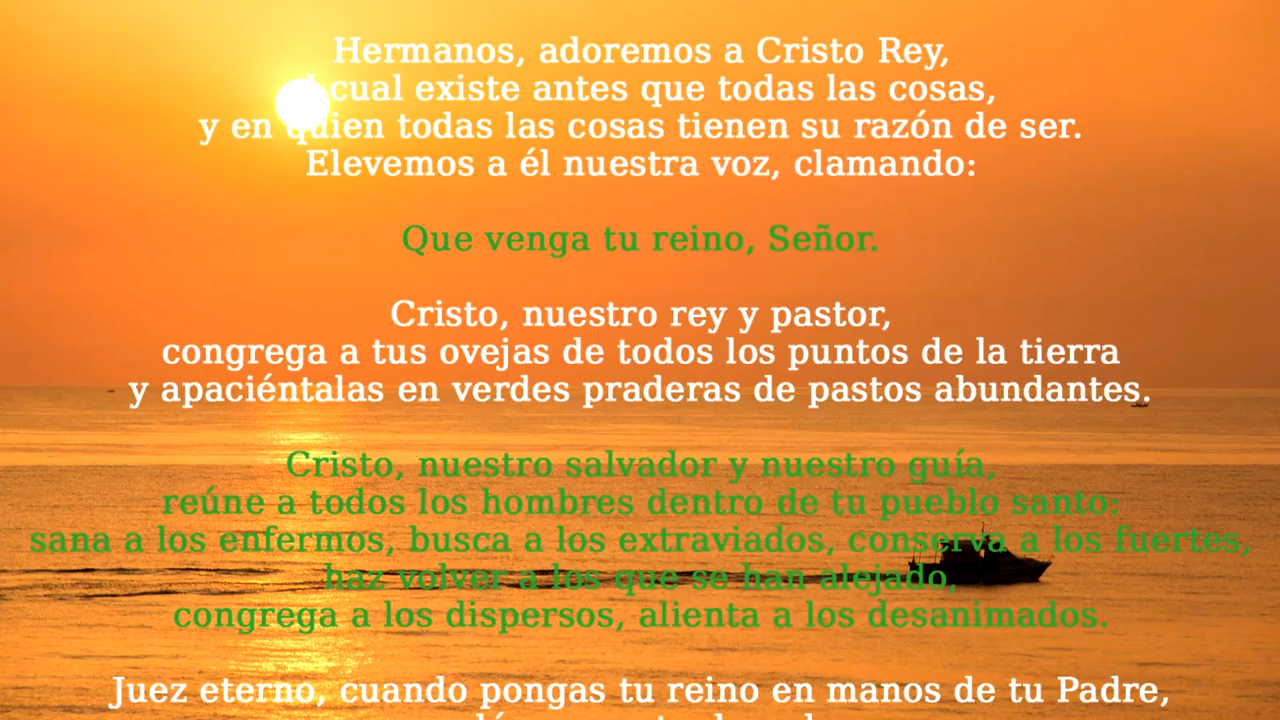 Hermanos, adoremos a Cristo Rey,
cual existe antes que todas las cosas,
y en quien todas las cosas tienen su razón de ser.
Elevemos a él nuestra voz, clamando:
Que venga tu reino, Señor.
Cristo, nuestro rey y pastor,
congrega a tus ovejas de todos los puntos de la tierra
y apaciéntalas en verdes praderas de pastos abundantes.
Cristo, nuestro salvador y nuestro guía,
reúne a todos los hombres dentro de tu pueblo santo:
sana a los enfermos, busca a los extraviados, conserva a los fuertes,
haz volver a los que se han alejado,
congrega a los dispersos, alienta a los desanimados.
Juez eterno, cuando pongas tu reino en manos de tu Padre,